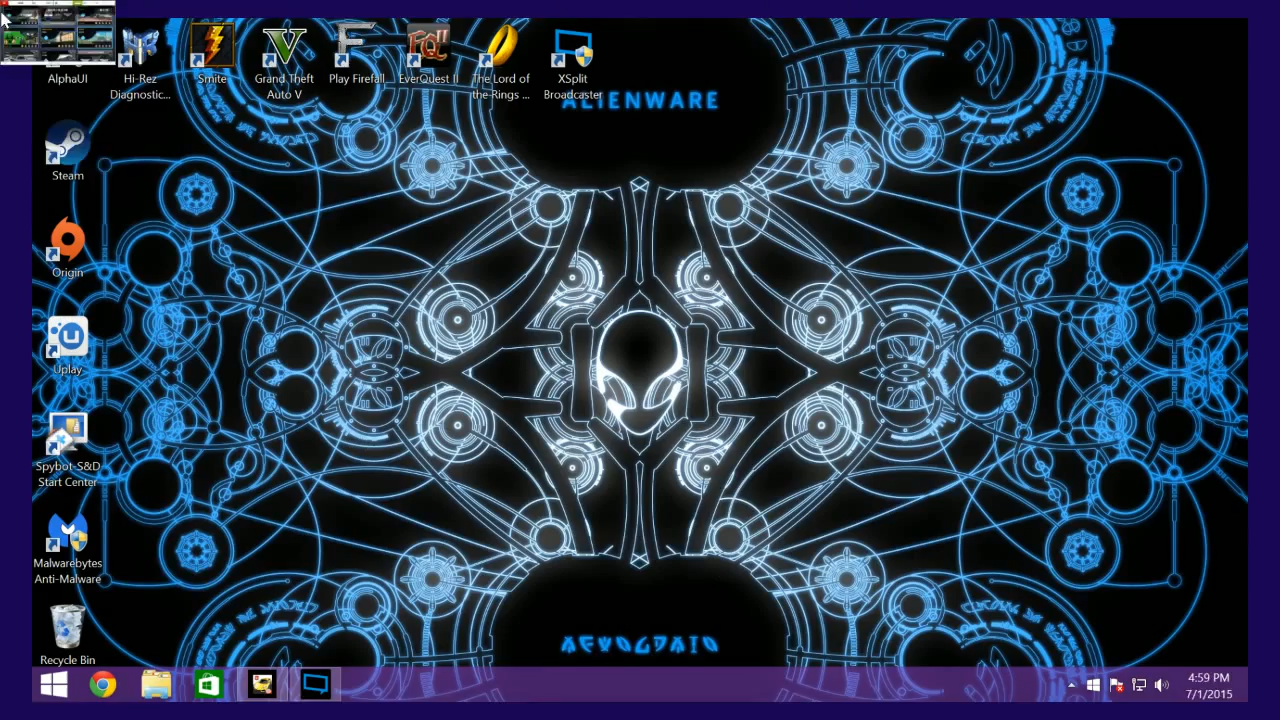 AlphaUI
Hi-Rez
Diagnostic...
Smite
Grand Theft
Auto V
Play Firefall
EverQuest II
The Lord of
the Rings ...
XSplit
Broadcaster
ALIENWARE
Steam
Origin
Uplay
Spybot-S&D
Start Center
Malwarebytes
Anti-Malware
Recycle Bin
4:59 PM
7/1/2015